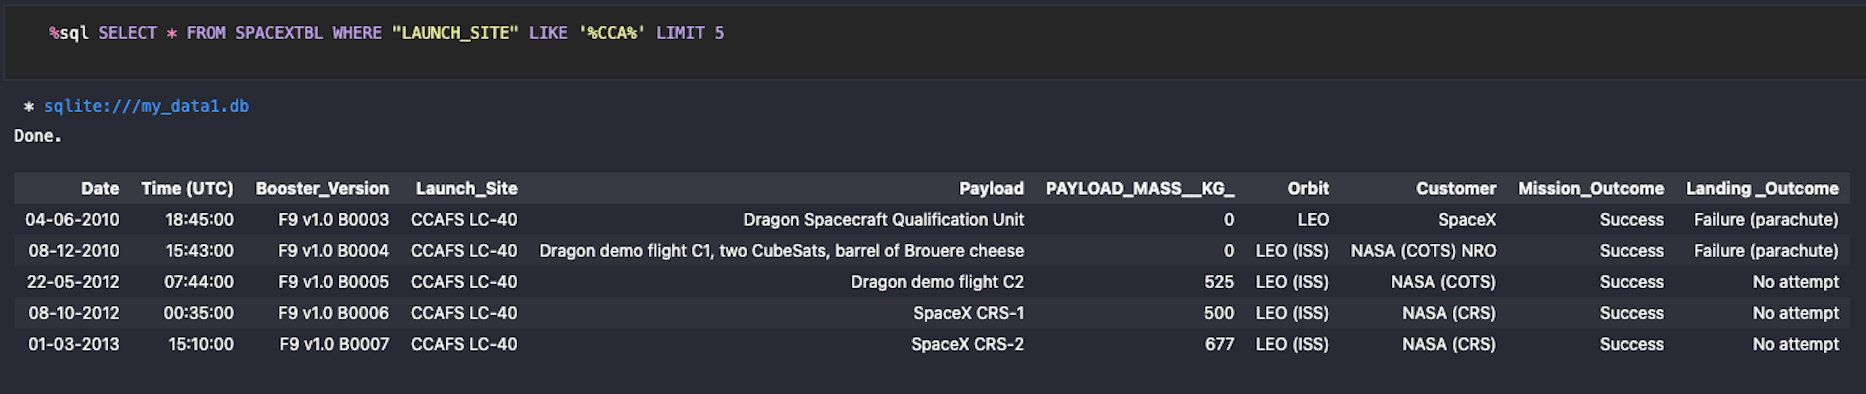 %sql SELECT * FROM SPACEXTBL WHERE "LAUNCH_SITE" LIKE '%CCA%' LIMIT 5
* sqlite:///my_data1.db
Done.
Date Time (UTC) Booster_Version Launch_Site Payload PAYLOAD_MASS__KG_ Orbit Customer Mission_Outcome Landing _Outcome
04-06-2010 18:45:00 F9 v1.0 B0003 CCAFS LC-40 Dragon Spacecraft Qualification Unit 0 LEO SpaceX Success Failure (parachute)
08-12-2010 15:43:00 F9 v1.0 B0004 CCAFS LC-40 Dragon demo flight C1, two CubeSats, barrel of Brouere cheese 0 LEO (ISS) NASA (COTS) NRO Success Failure (parachute)
22-05-2012 07:44:00 F9 v1.0 B0005 CCAFS LC-40 Dragon demo flight C2 525 LEO (ISS) NASA (COTS) Success No attempt
08-10-2012 00:35:00 F9 v1.0 B0006 CCAFS LC-40 SpaceX CRS-1 500 LEO (ISS) NASA (CRS) Success No attempt
01-03-2013 15:10:00 F9 v1.0 B0007 CCAFS LC-40 SpaceX CRS-2 677 LEO (ISS) NASA (CRS) Success No attempt